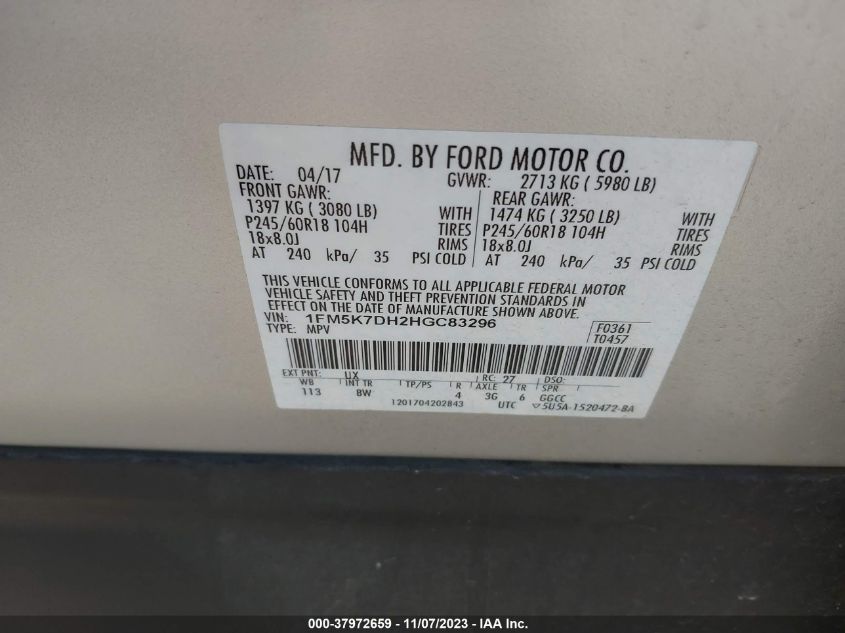 MFD. BY FORD MOTOR CO.
DATE: 04/17 GVWR: 2713 KG ( 5980 LB)
FRONT GAWR: REAR GAWR:
1397 KG ( 3080 LB) WITH 1474 KG ( 3250 LB) WITH
P245/60R18 104H TIRES P245/60R18 104H TIRES
18x8.0J RIMS 18x8.0J RIMS
AT 240 kPa/ 35 PSI COLD AT 240 kPa/ 35 PSI COLD
THIS VEHICLE CONFORMS TO ALL APPLICABLE FEDERAL MOTOR
VEHICLE SAFETY AND THEFT PREVENTION STANDARDS IN
EFFECT ON THE DATE OF MANUFACTURE SHOWN ABOVE.
VIN: 1FM5K7DH2HGC83296 F0361
TYPE: MPV T0457
EXT PNT: UX RC: 27 DSO:
WB INT TR TP/PS R AXLE TR SPR
113 BW 4 3G 6 GGCC
1201704202843 UTC ▽5U5A-1520472-BA
000-37972659 - 11/07/2023 - IAA Inc.